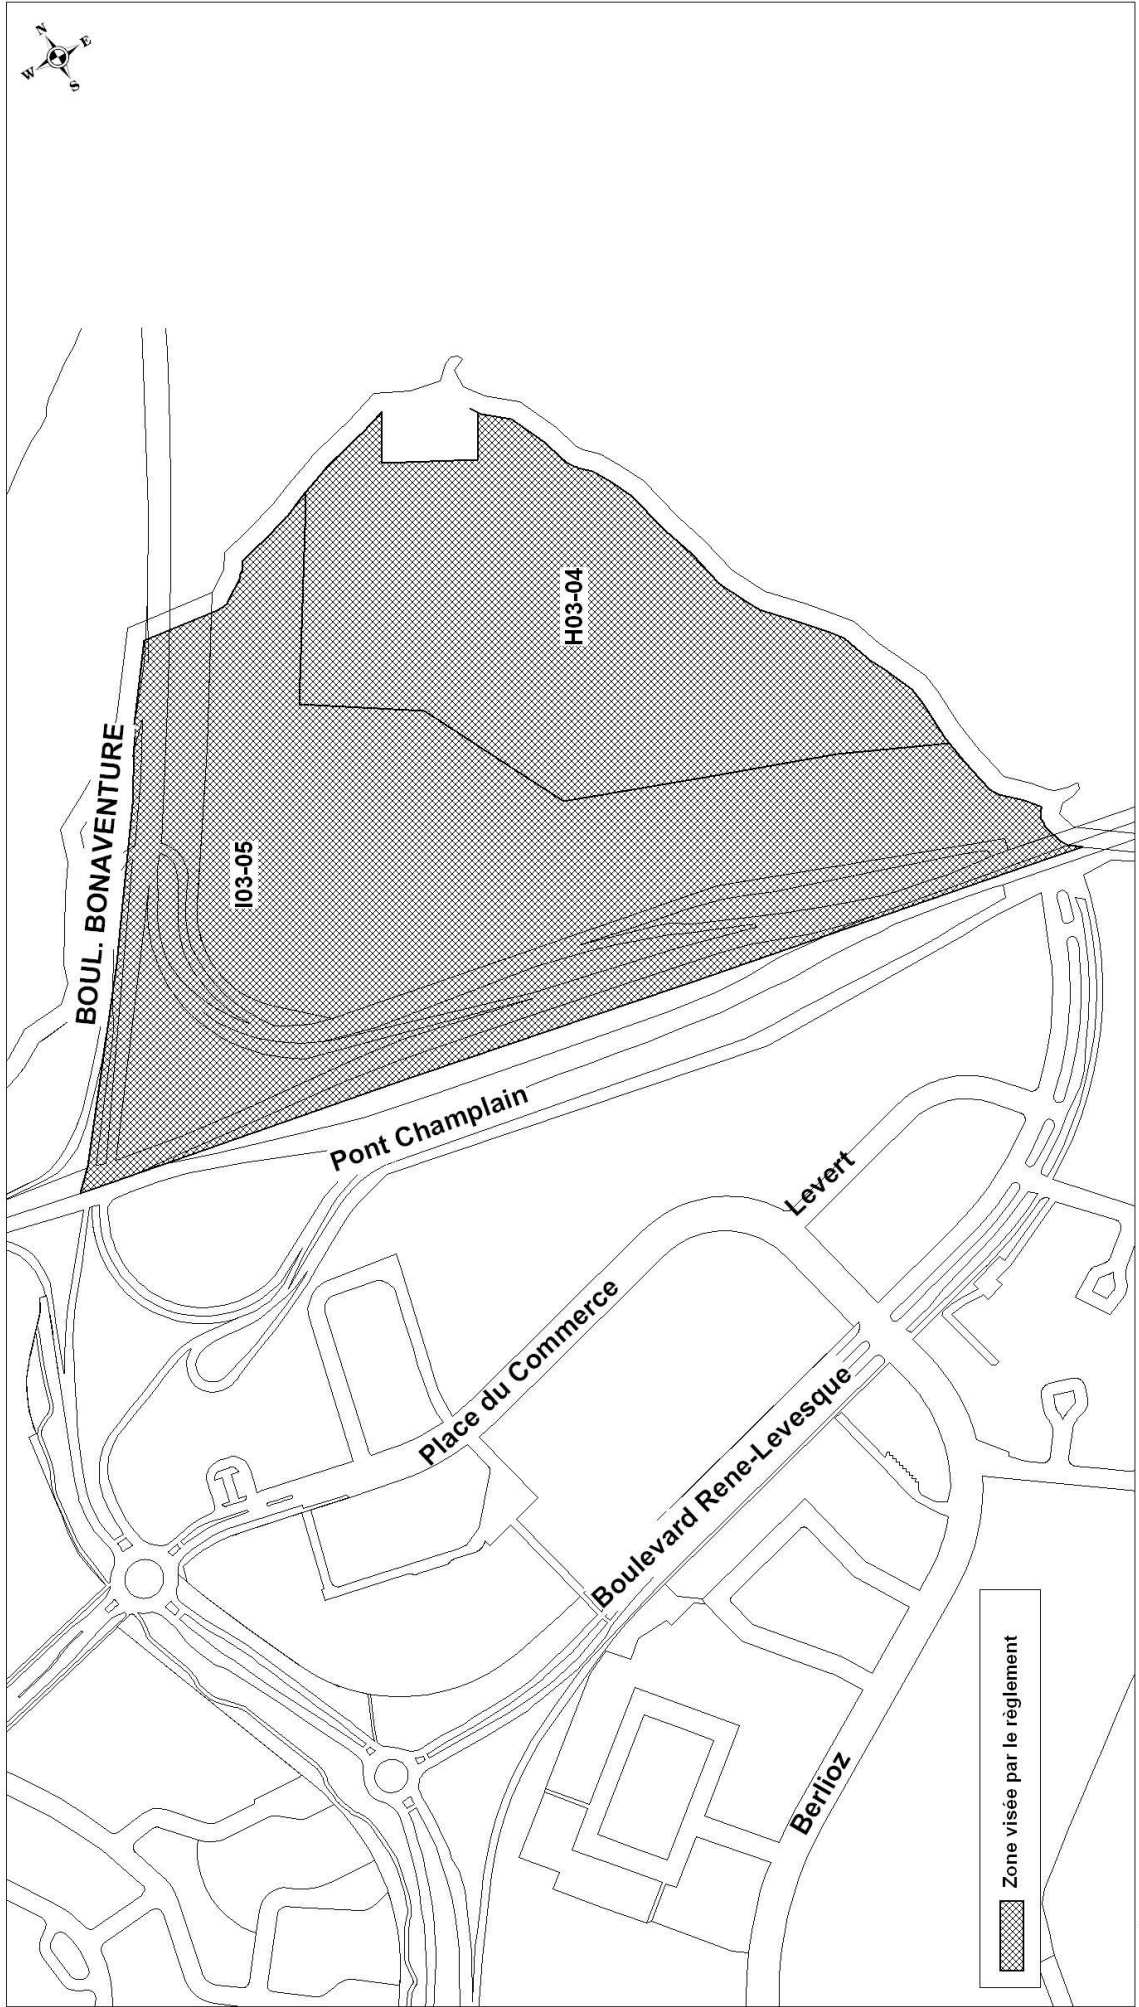 N
E
W
S
BOUL. BONAVENTURE
H03-04
I03-05
Pont Champlain
Levert
Place du Commerce
Boulevard Rene-Levesque
Berlioz
Zone visée par le règlement